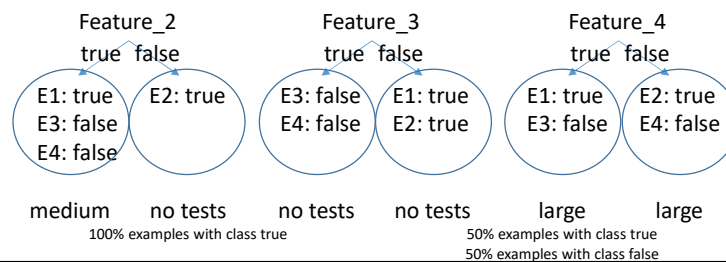 Feature_2 Feature_3 Feature_4
true false true false true false
E1: true E2: true E3: false E1: true E1: true E2: true
E3: false E4: false E2: true E3: false E4: false
E4: false
medium no tests no tests no tests large large
100% examples with class true 50% examples with class true
50% examples with class false